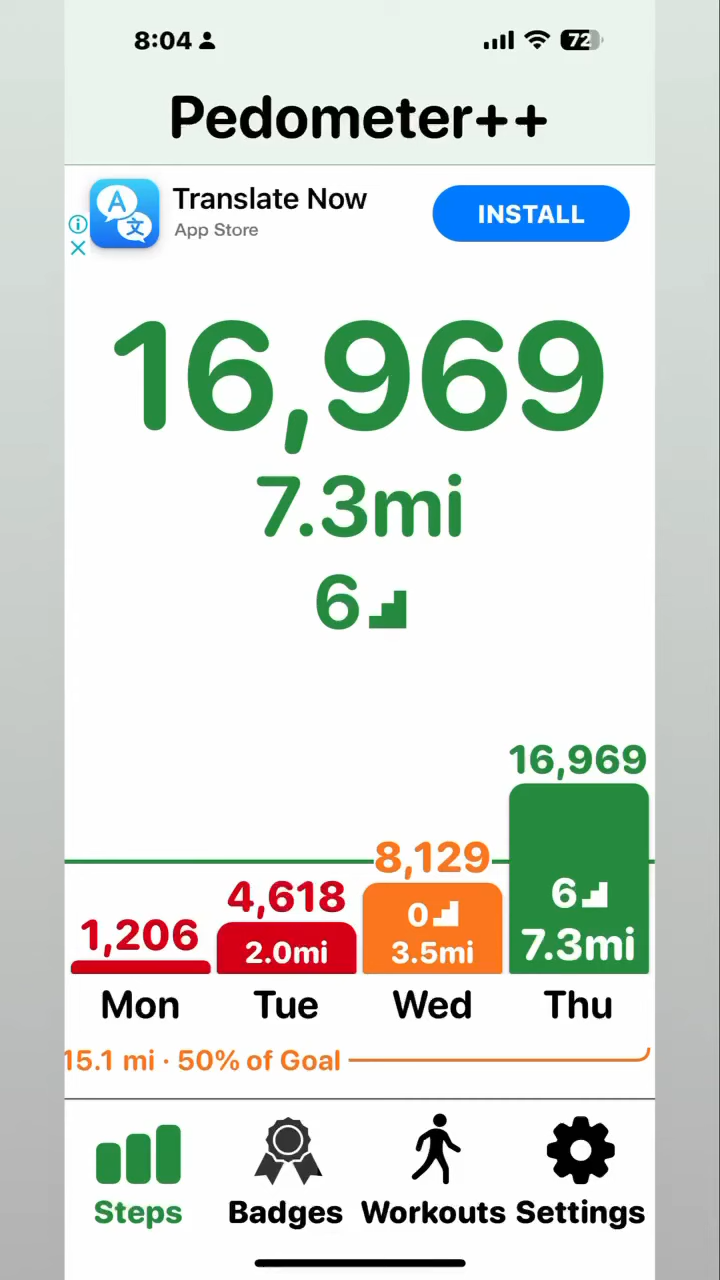 8:04
72
Pedometer++
Translate Now
App Store
INSTALL
16,969
7.3mi
6
16,969
8,129
4,618
1,206
6
7.3mi
0
3.5mi
2.0mi
Mon Tue Wed Thu
15.1 mi · 50% of Goal
Steps Badges Workouts Settings